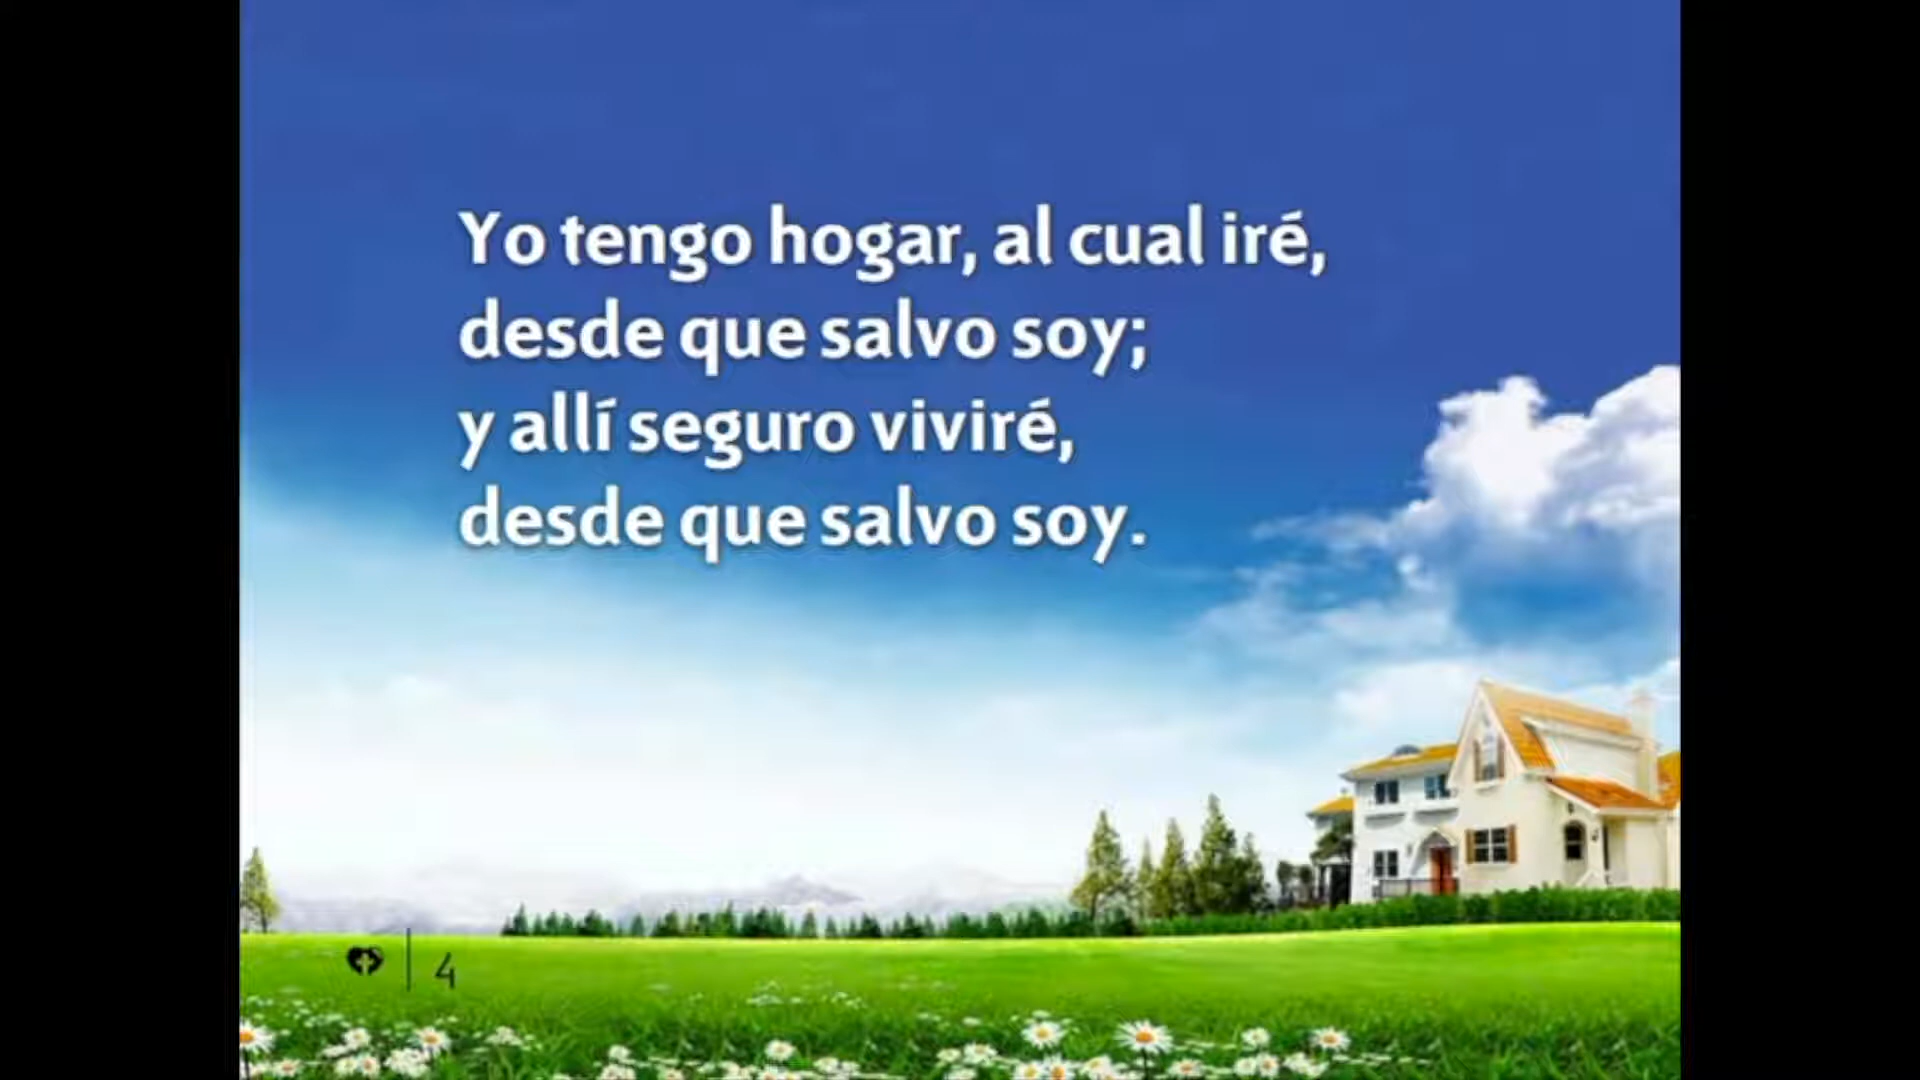 Yo tengo hogar, al cual iré,
desde que salvo soy;
y allí seguro viviré,
desde que salvo soy.
4